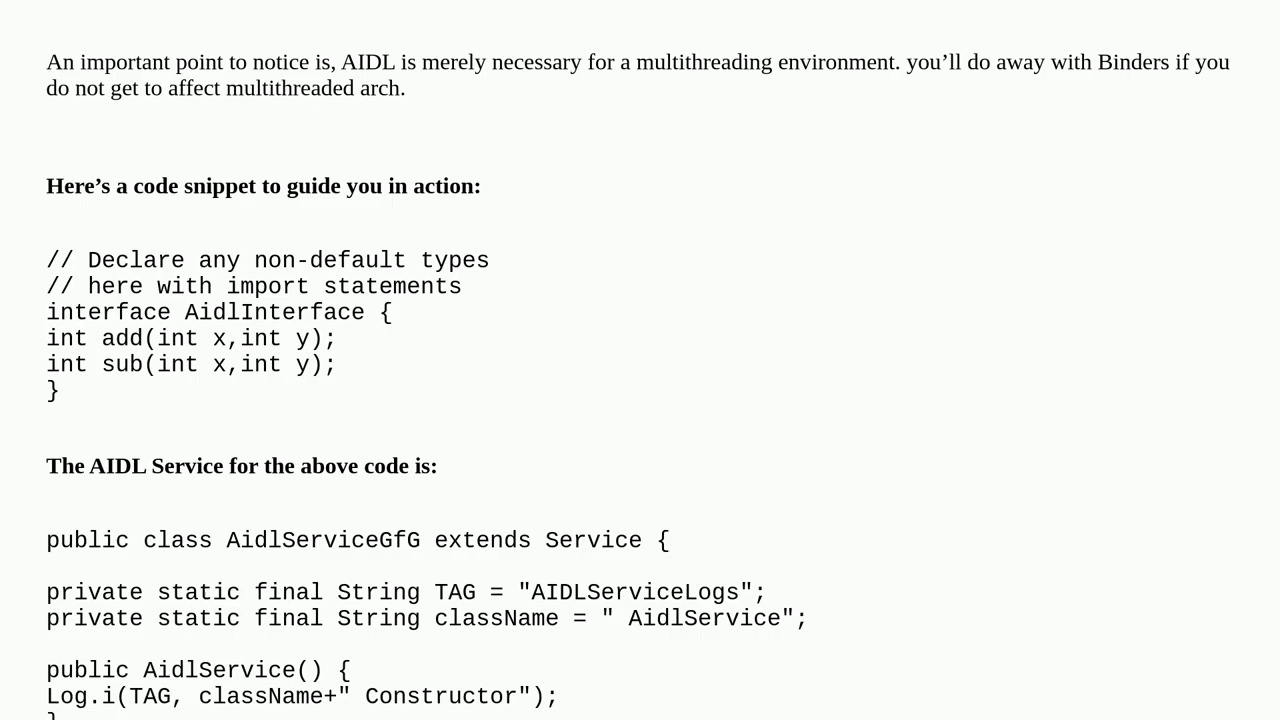 An important point to notice is, AIDL is merely necessary for a multithreading environment. you’ll do away with Binders if you
do not get to affect multithreaded arch.
Here’s a code snippet to guide you in action:
// Declare any non-default types
// here with import statements
interface AidlInterface {
int add(int x,int y);
int sub(int x,int y);
}
The AIDL Service for the above code is:
public class AidlServiceGfG extends Service {
private static final String TAG = "AIDLServiceLogs";
private static final String className = " AidlService";
public AidlService() {
Log.i(TAG, className+" Constructor");
}